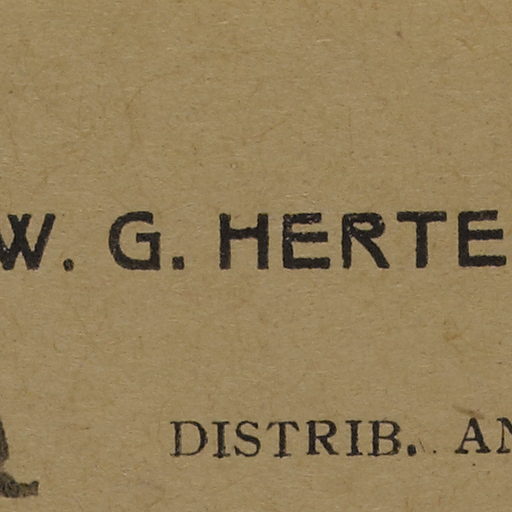 W. G. HERTE
DISTRIB. AN